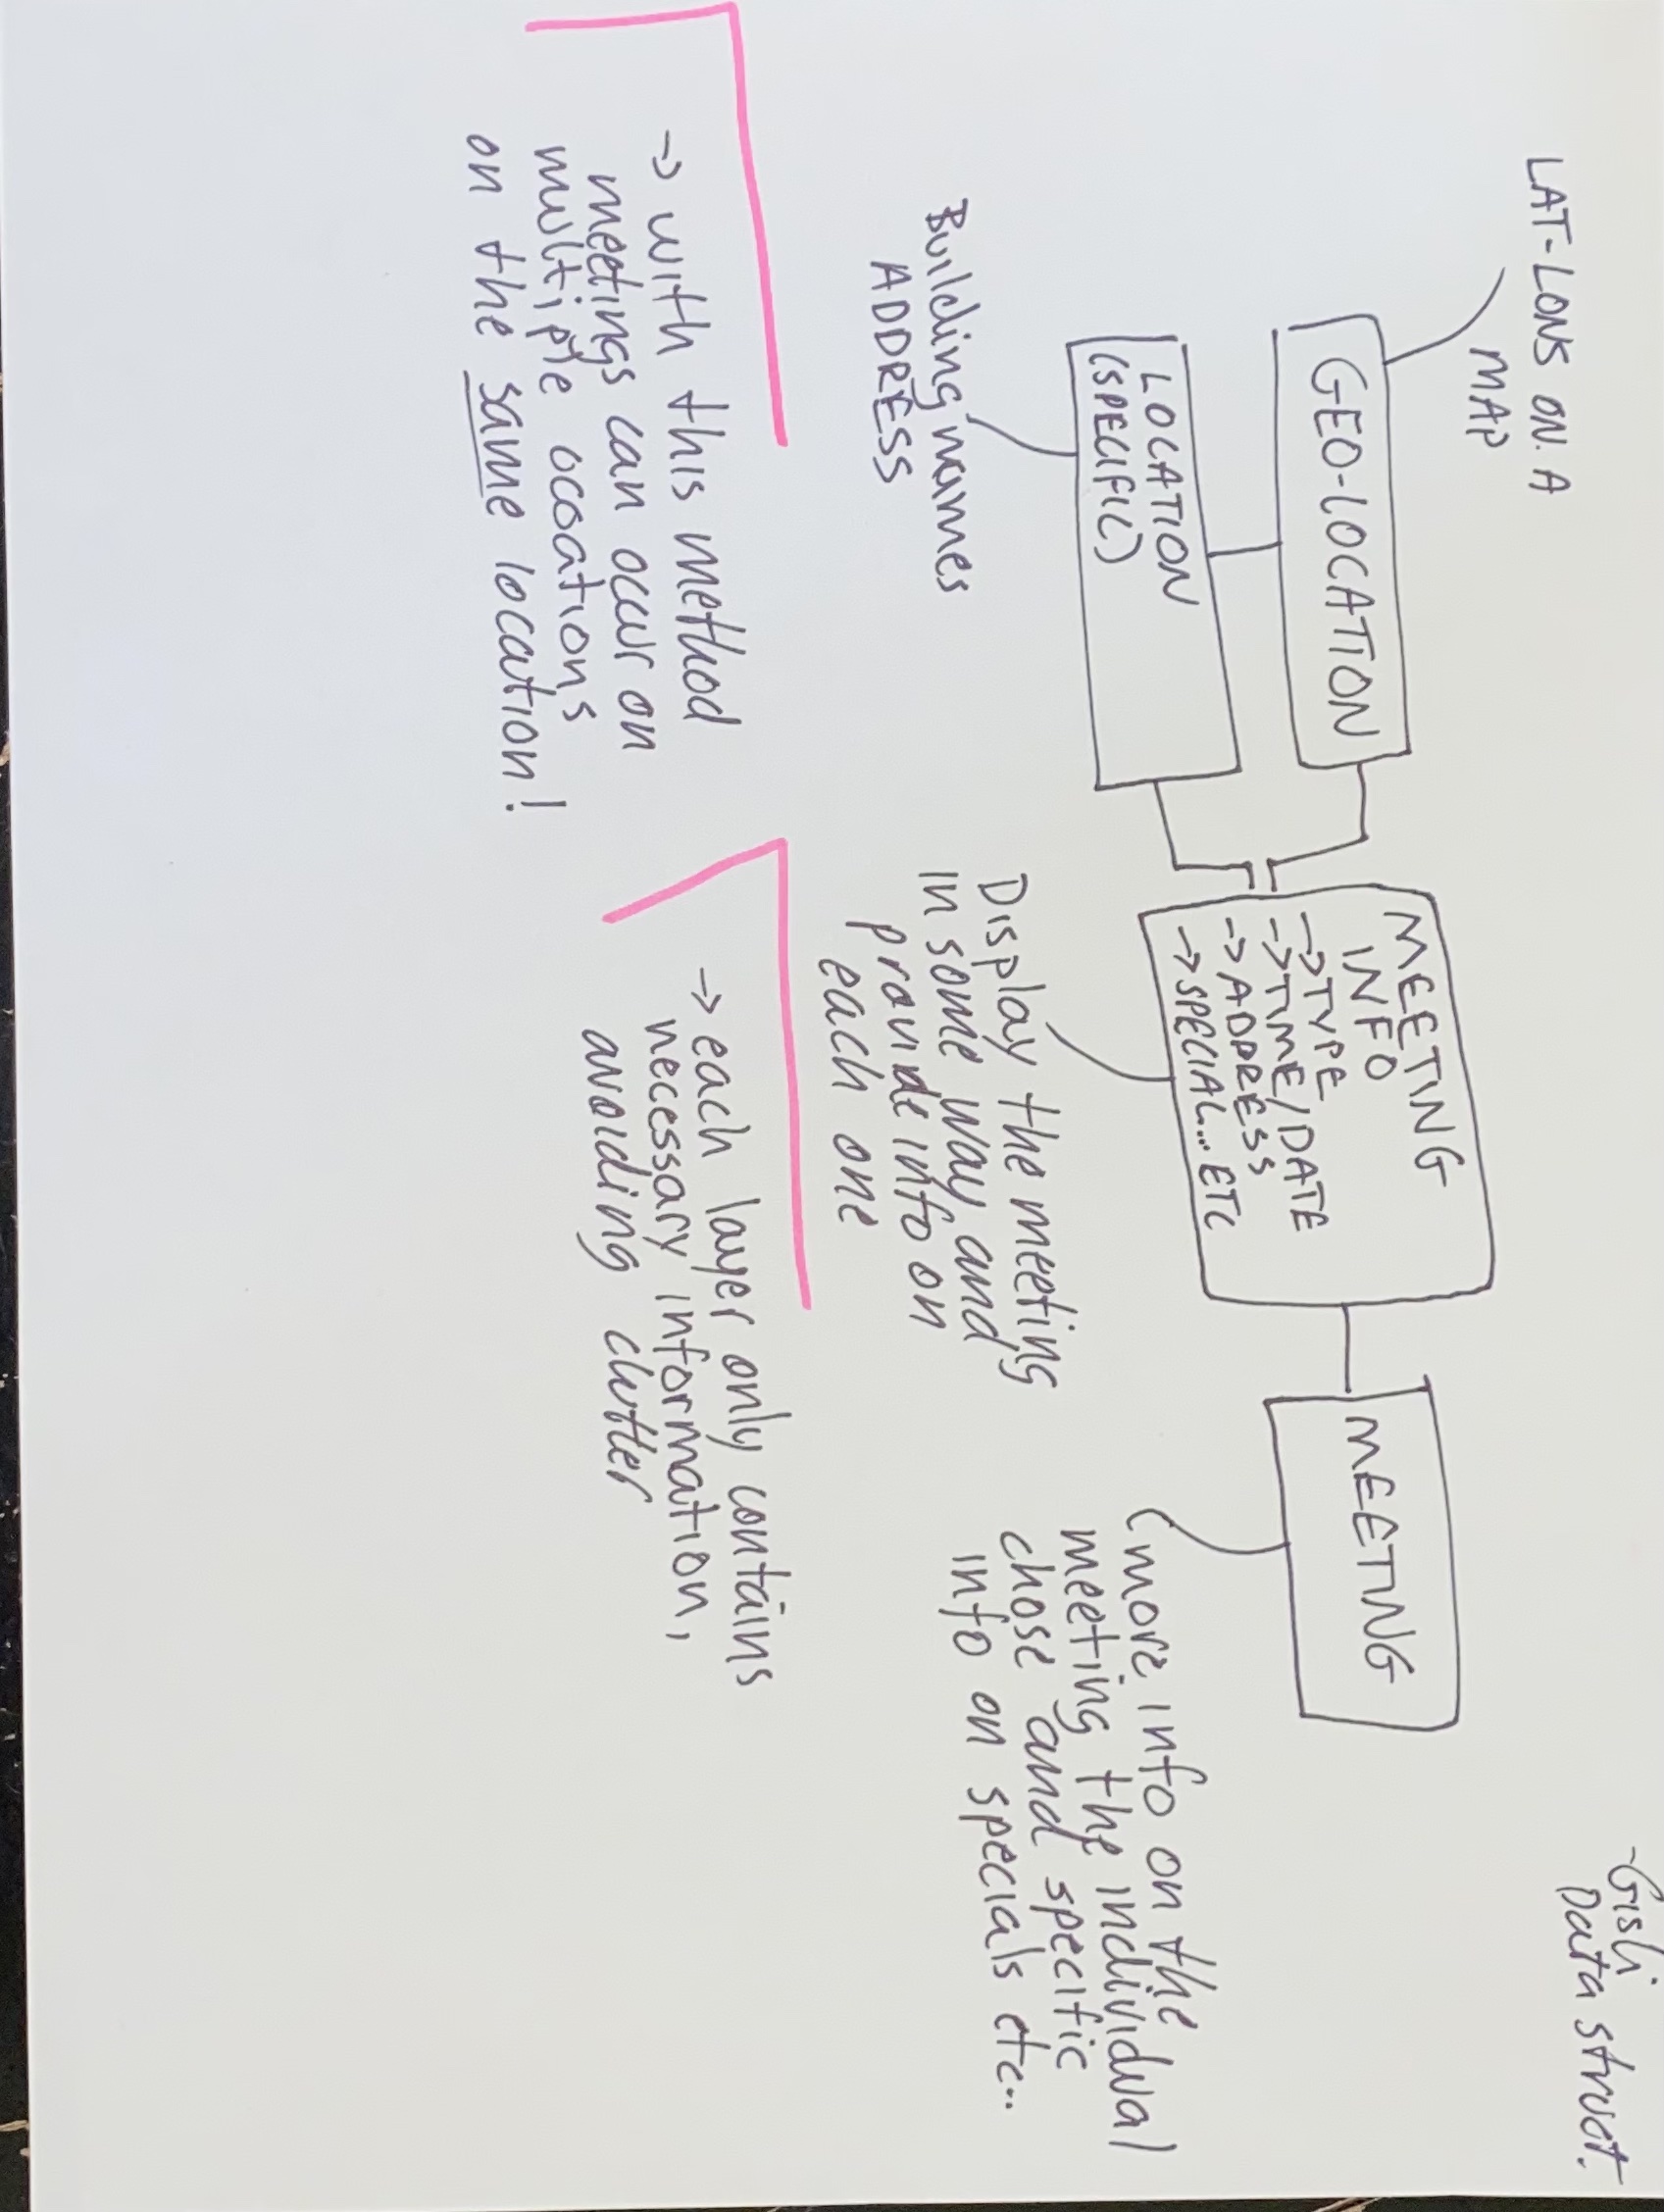 -Gisli
Data struct.
LAT-LONS ON A
MAP
GEO-LOCATION
LOCATION
(SPECIFIC)
Building names
ADDRESS
MEETING
INFO
->TYPE
->TIME/DATE
->ADDRESS
->SPECIAL... ETC
Display the meeting
in some way and
provide info on
each one
MEETING
(more info on the
meeting the individual
chose and specific
info on specials etc..
-> with this method
meetings can occur on
multiple ocations
on the same location!
-> each layer only contains
necessary information,
avoiding clutter